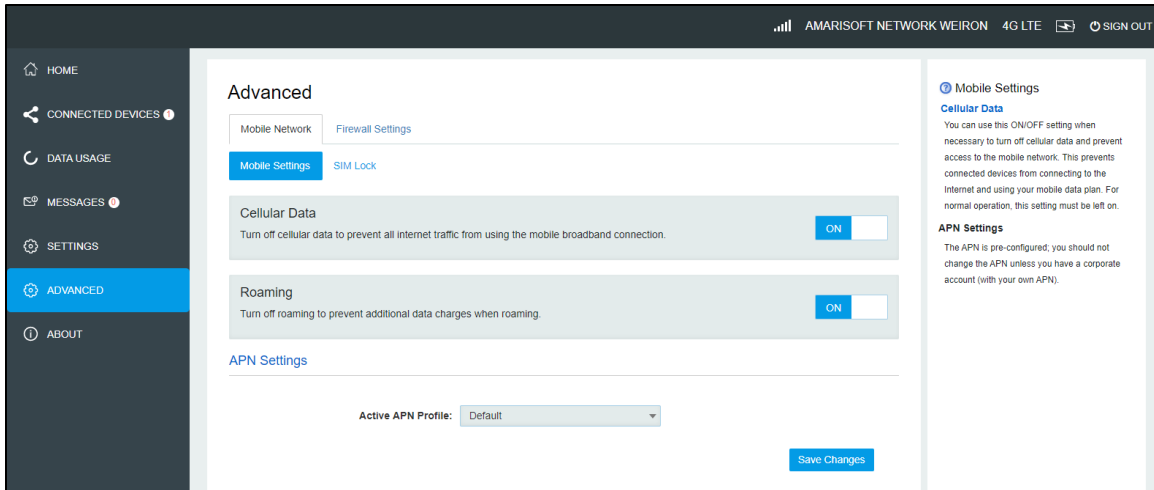 AMARISOFT NETWORK WEIRON 4G LTE SIGN OUT
HOME
CONNECTED DEVICES 1
DATA USAGE
MESSAGES 0
SETTINGS
ADVANCED
ABOUT
Advanced
Mobile Network Firewall Settings
Mobile Settings SIM Lock
Cellular Data
Turn off cellular data to prevent all internet traffic from using the mobile broadband connection.
ON
Roaming
Turn off roaming to prevent additional data charges when roaming.
ON
APN Settings
Active APN Profile: Default
Save Changes
Mobile Settings
Cellular Data
You can use this ON/OFF setting when
necessary to turn off cellular data and prevent
access to the mobile network. This prevents
connected devices from connecting to the
Internet and using your mobile data plan. For
normal operation, this setting must be left on.
APN Settings
The APN is pre-configured; you should not
change the APN unless you have a corporate
account (with your own APN).